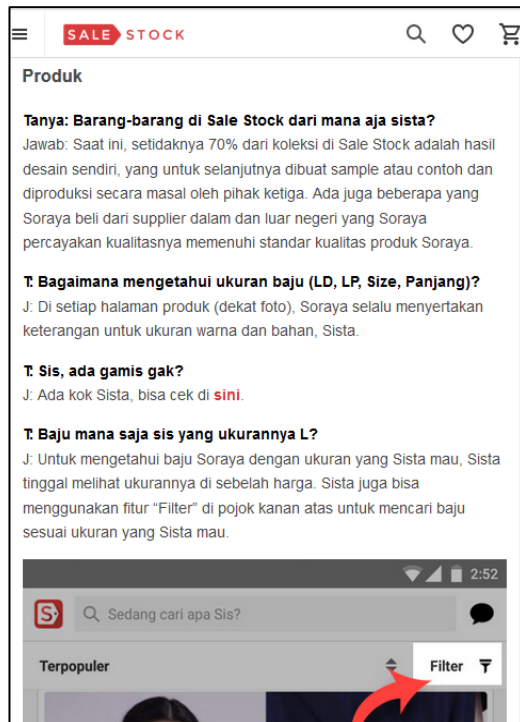 SALE STOCK
Produk
Tanya: Barang-barang di Sale Stock dari mana aja sista?
Jawab: Saat ini, setidaknya 70% dari koleksi di Sale Stock adalah hasil
desain sendiri, yang untuk selanjutnya dibuat sample atau contoh dan
diproduksi secara masal oleh pihak ketiga. Ada juga beberapa yang
Soraya beli dari supplier dalam dan luar negeri yang Soraya
percayakan kualitasnya memenuhi standar kualitas produk Soraya.
T: Bagaimana mengetahui ukuran baju (LD, LP, Size, Panjang)?
J: Di setiap halaman produk (dekat foto), Soraya selalu menyertakan
keterangan untuk ukuran warna dan bahan, Sista.
T: Sis, ada gamis gak?
J: Ada kok Sista, bisa cek di sini.
T: Baju mana saja sis yang ukurannya L?
J: Untuk mengetahui baju Soraya dengan ukuran yang Sista mau, Sista
tinggal melihat ukurannya di sebelah harga. Sista juga bisa
menggunakan fitur “Filter” di pojok kanan atas untuk mencari baju
sesuai ukuran yang Sista mau.
2:52
S Sedang cari apa Sis?
Terpopuler Filter